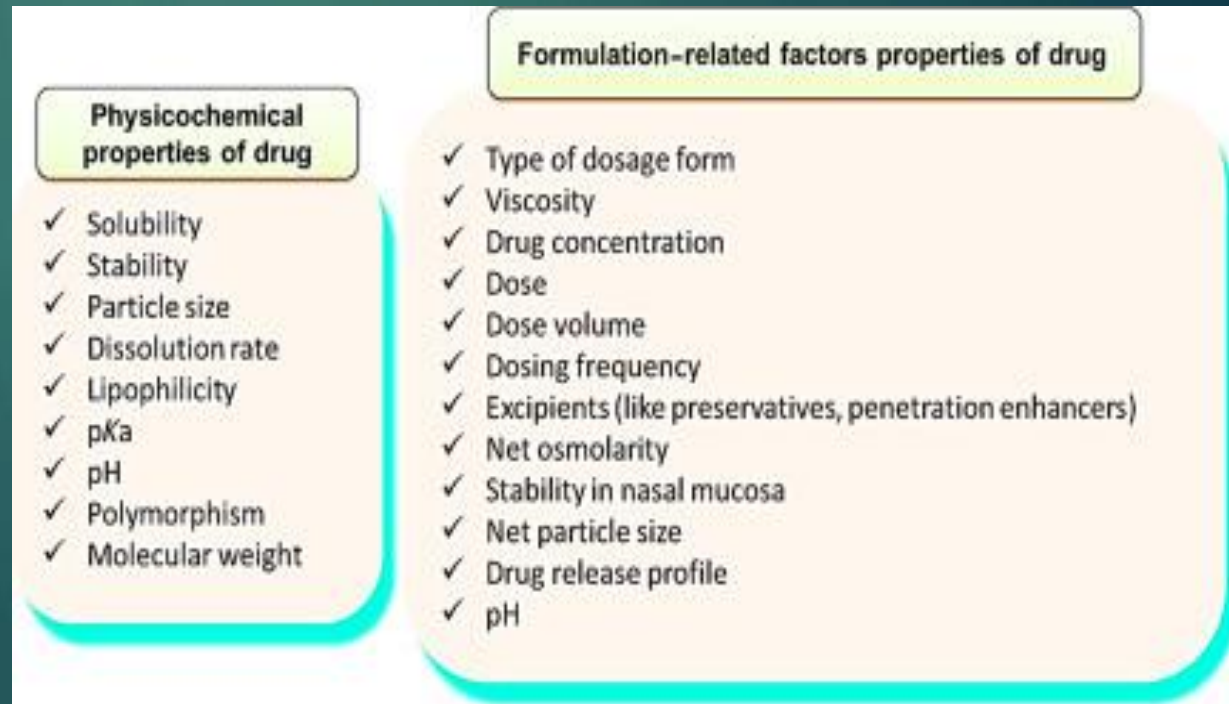 Physicochemical
properties of drug
✓ Solubility
✓ Stability
✓ Particle size
✓ Dissolution rate
✓ Lipophilicity
✓ pKa
✓ pH
✓ Polymorphism
✓ Molecular weight
Formulation-related factors properties of drug
✓ Type of dosage form
✓ Viscosity
✓ Drug concentration
✓ Dose
✓ Dose volume
✓ Dosing frequency
✓ Excipients (like preservatives, penetration enhancers)
✓ Net osmolarity
✓ Stability in nasal mucosa
✓ Net particle size
✓ Drug release profile
✓ pH